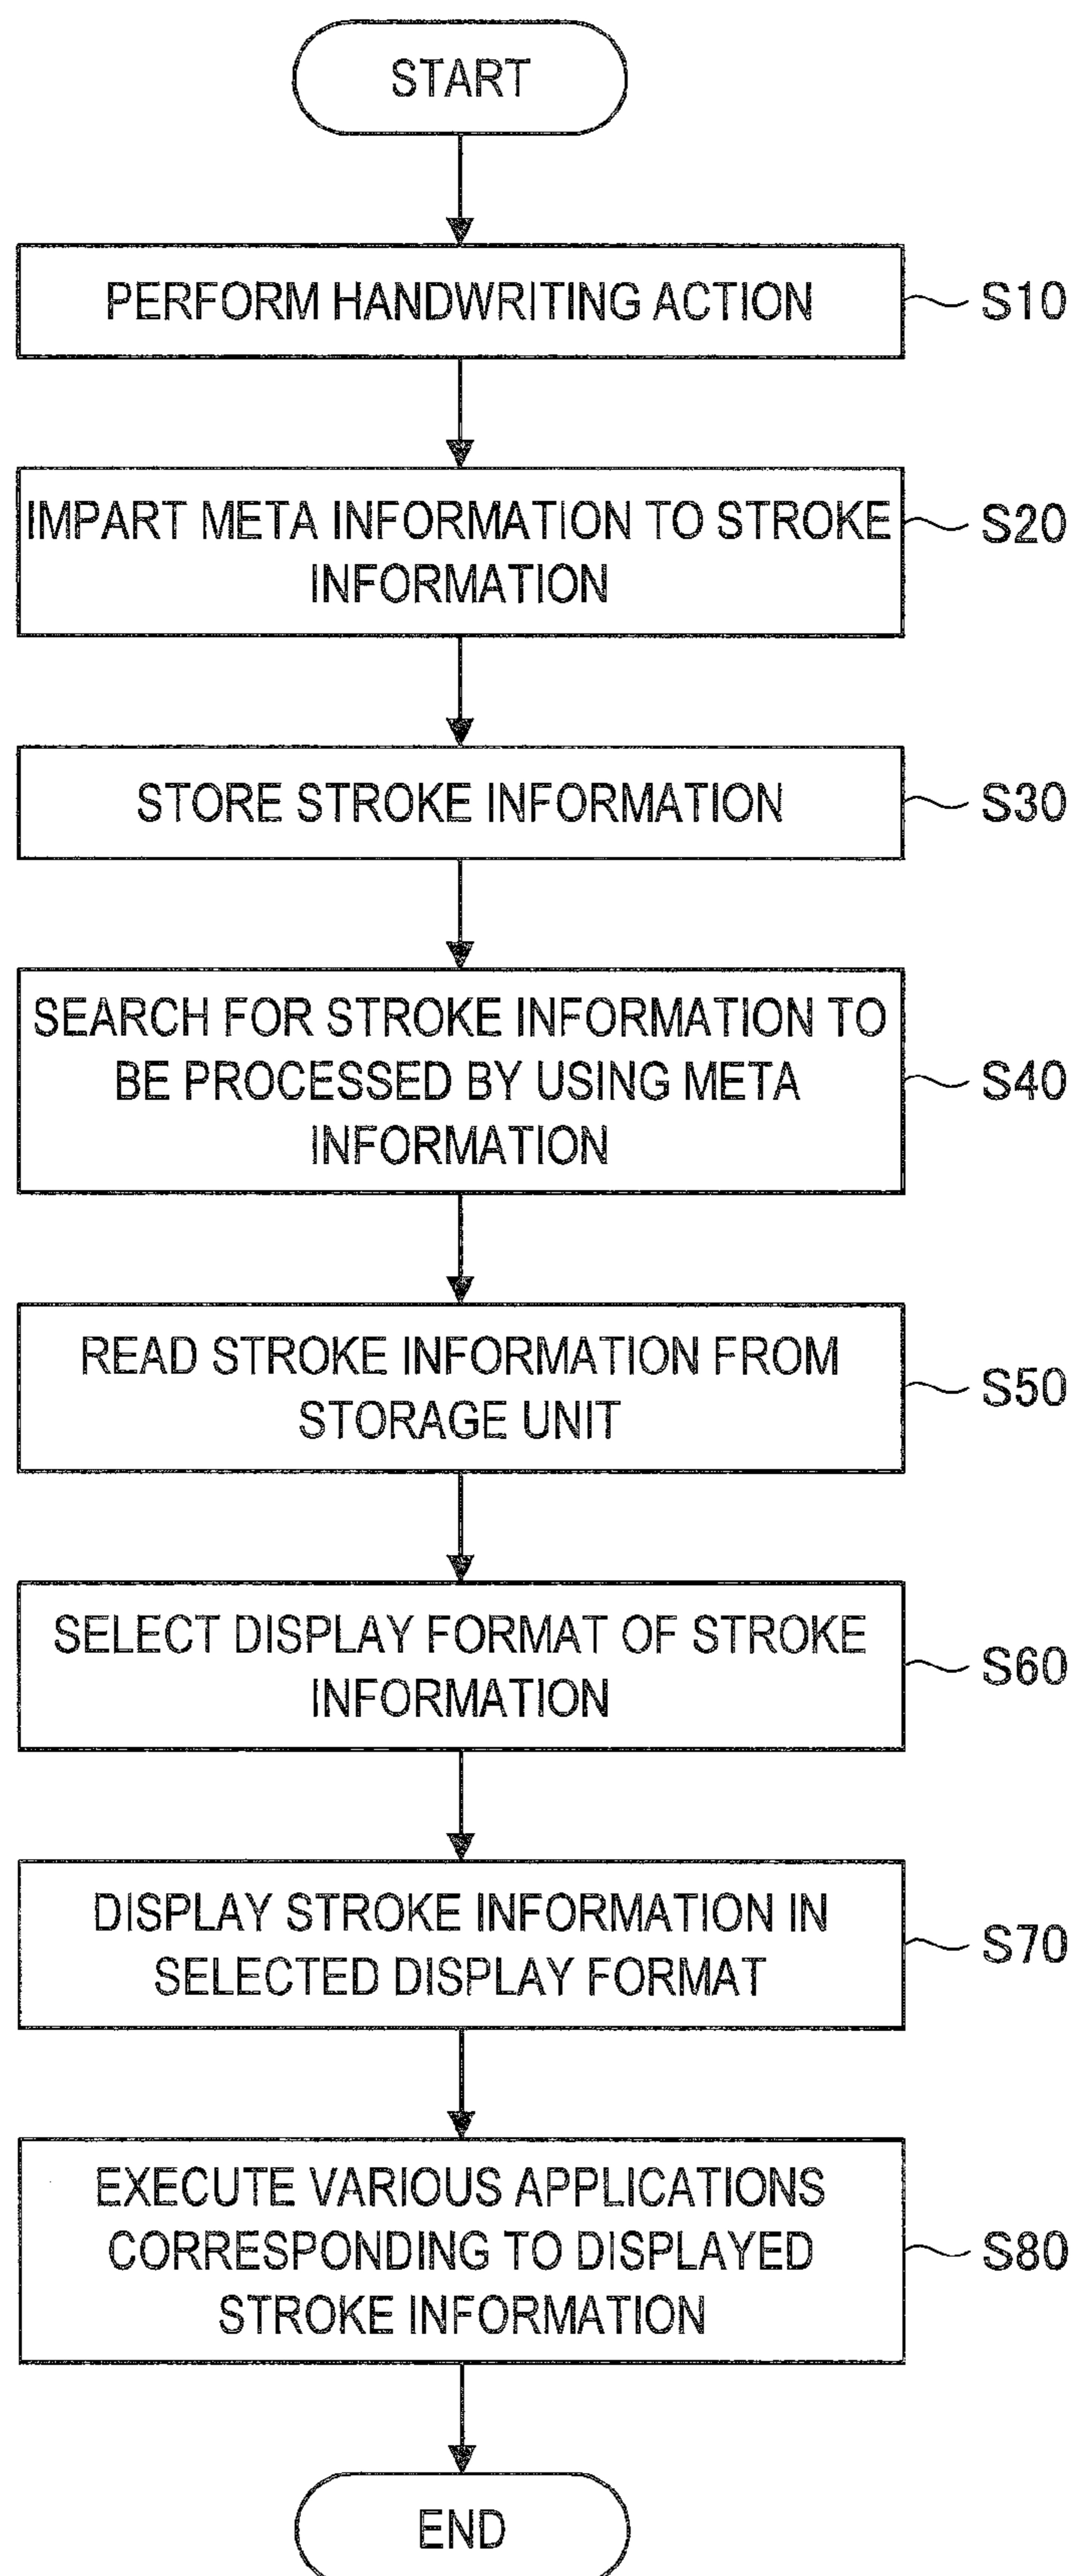 START
PERFORM HANDWRITING ACTION
S10
IMPART META INFORMATION TO STROKE
INFORMATION
S20
STORE STROKE INFORMATION
S30
SEARCH FOR STROKE INFORMATION TO
BE PROCESSED BY USING META
INFORMATION
S40
READ STROKE INFORMATION FROM
STORAGE UNIT
S50
SELECT DISPLAY FORMAT OF STROKE
INFORMATION
S60
DISPLAY STROKE INFORMATION IN
SELECTED DISPLAY FORMAT
S70
EXECUTE VARIOUS APPLICATIONS
CORRESPONDING TO DISPLAYED
STROKE INFORMATION
S80
END